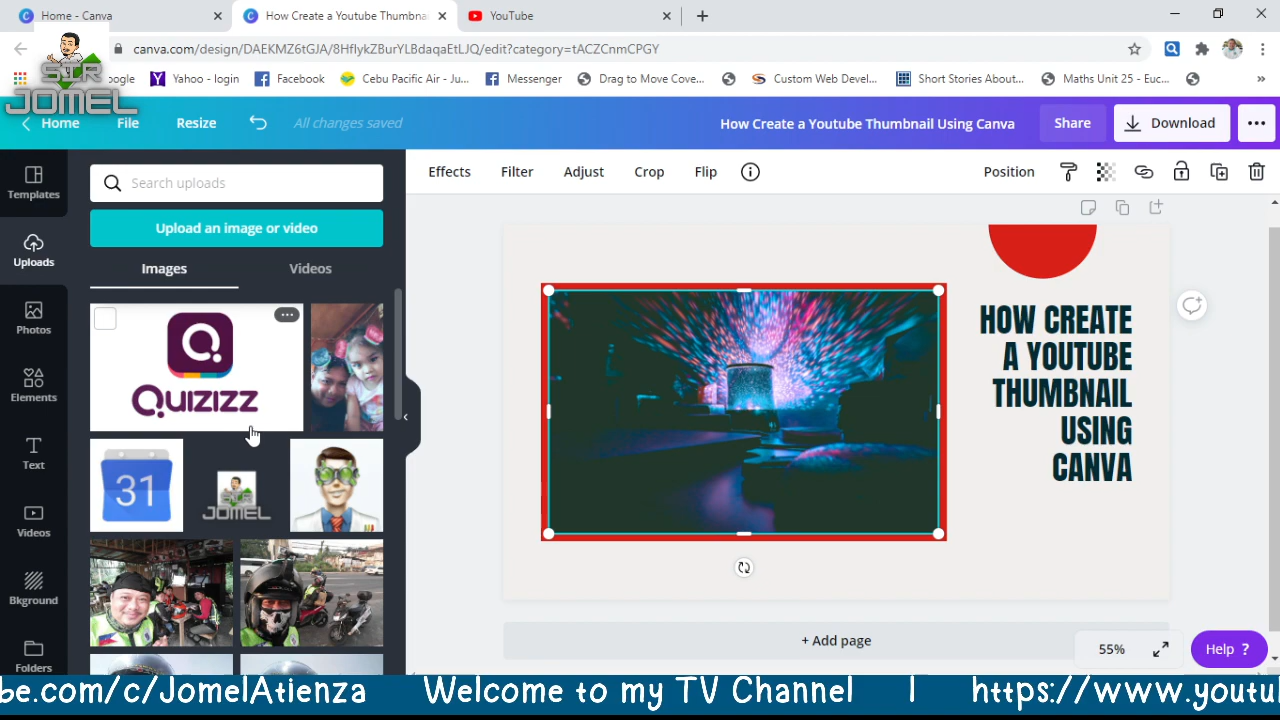 Home - Canva
How Create a Youtube Thumbna
YouTube
canva.com/design/DAEKMZ6tGJA/8HfIykZBurYLBdaqaEtLJQ/edit?category=tACZCnmCPGY
ogle
Yahoo - login
Facebook
Cebu Pacific Air - Ju...
Messenger
Drag to Move Cove...
Custom Web Devel...
Short Stories About...
Maths Unit 25 - Euc...
SIR
JOMEL
Home
File
Resize
All changes saved
How Create a Youtube Thumbnail Using Canva
Share
Download
Templates
Uploads
Photos
Elements
Text
Videos
Bkground
Folders
Search uploads
Upload an image or video
Images
Videos
Quizizz
31
SIR
JOMEL
Effects
Filter
Adjust
Crop
Flip
Position
HOW CREATE
A YOUTUBE
THUMBNAIL
USING
CANVA
+ Add page
55%
Help ?
be.com/c/JomelAtienza Welcome to my TV Channel | https://www.youtu